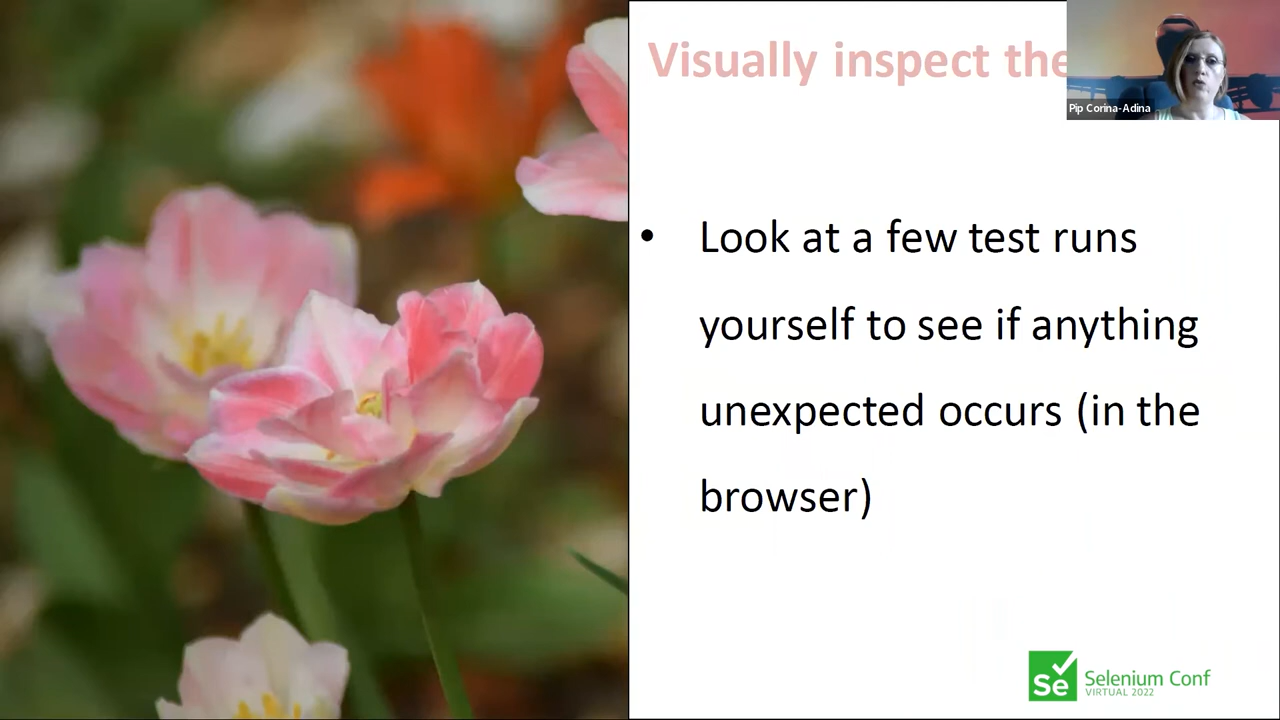 Visually inspect the
Pip Corina-Adina
• Look at a few test runs
yourself to see if anything
unexpected occurs (in the
browser)
Se
Selenium Conf
VIRTUAL 2022